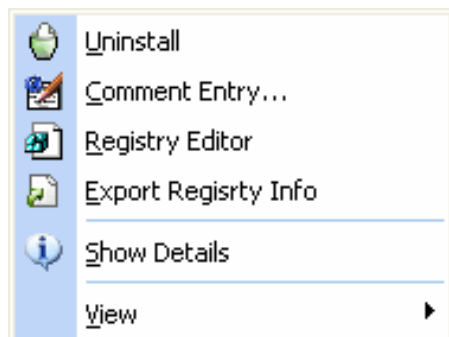 Uninstall
Comment Entry...
Registry Editor
Export Regisrty Info
Show Details
View